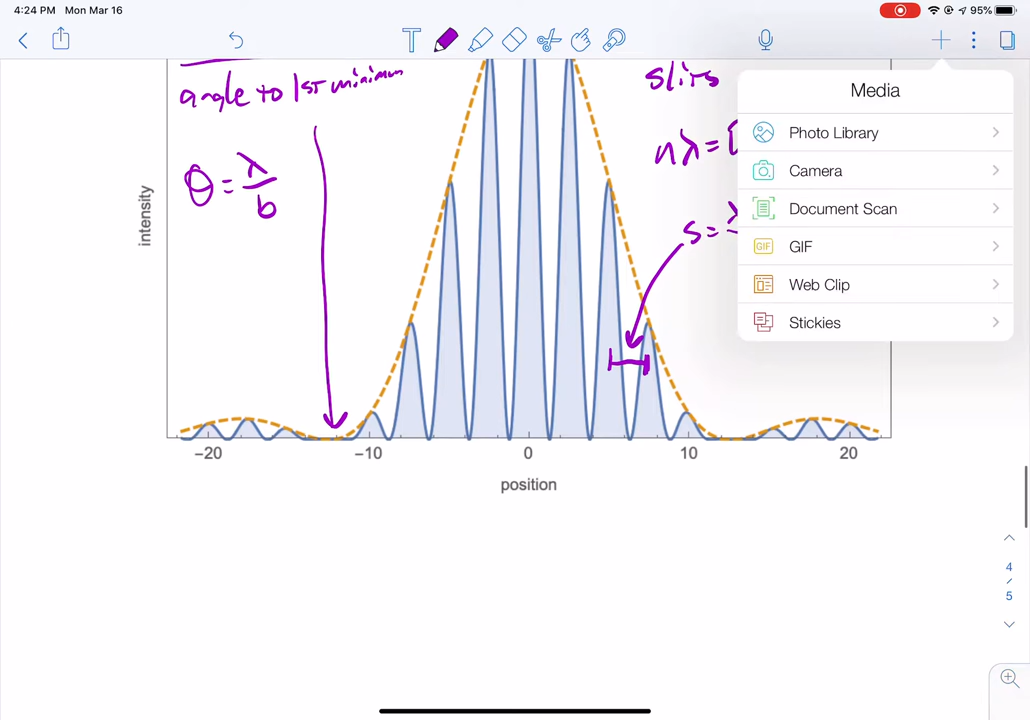 4:24 PM Mon Mar 16
95%
T
Media
Photo Library
Camera
Document Scan
GIF
GIF
Web Clip
Stickies
angle to 1st minimum
θ = λ/b
slits
nλ =
s =
intensity
-20 -10 0 10 20
position
4
/
5